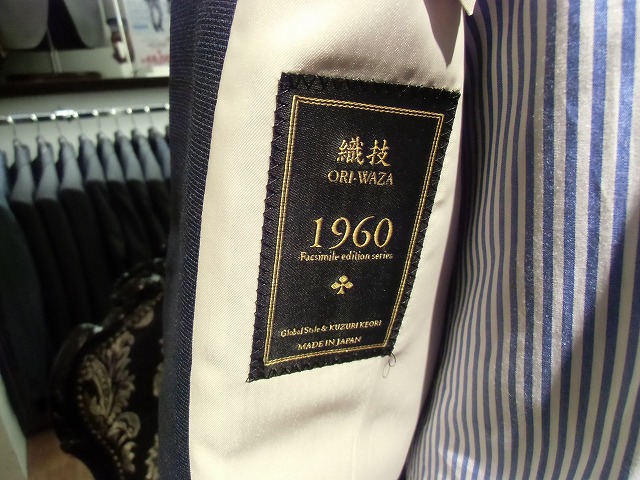 織技
ORI-WAZA
1960
Facsimile edition series
Global Style & KUZURI KEORI
MADE IN JAPAN